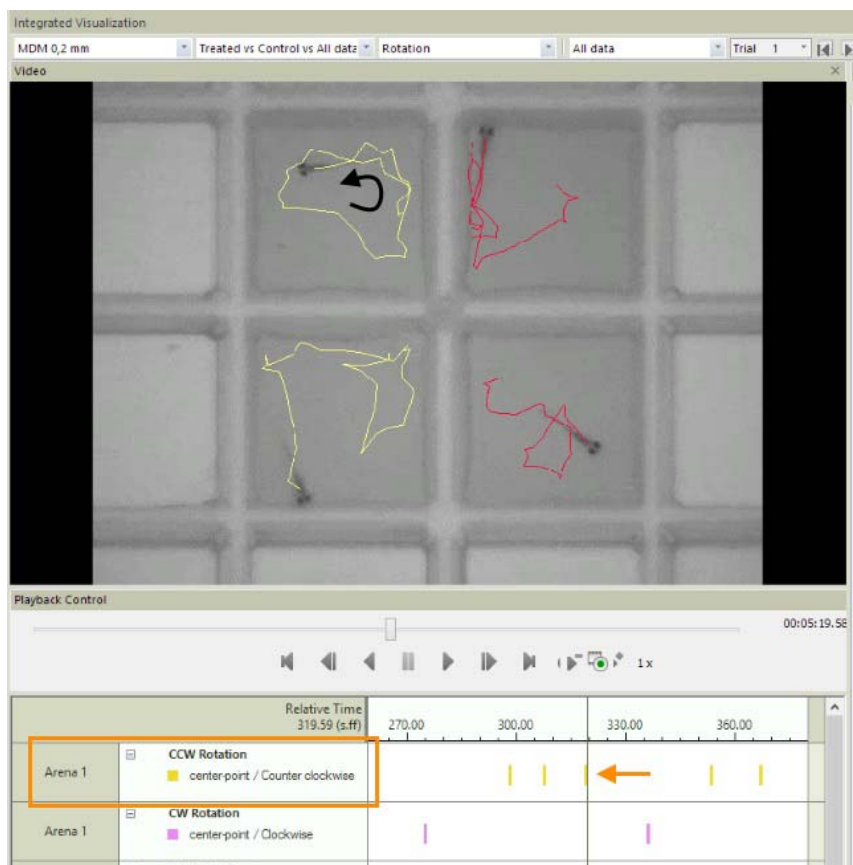 Integrated Visualization
MDM 0,2 mm Treated vs Control vs All data Rotation All data Trial 1
Video
Playback Control
00:05:19.58
1x
Relative Time
319.59 (s.ff) 270.00 300.00 330.00 360.00
CCW Rotation
Arena 1 center-point / Counter clockwise
CW Rotation
Arena 1 center-point / Clockwise